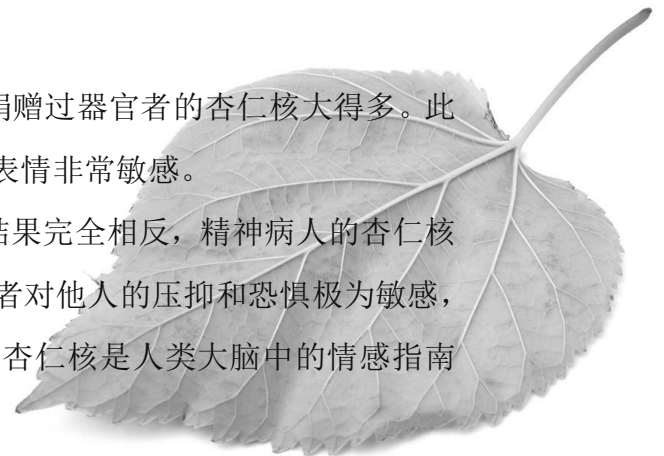 捐赠过器官者的杏仁核大得多。此
表情非常敏感。
结果完全相反，精神病人的杏仁核
者对他人的压抑和恐惧极为敏感，
杏仁核是人类大脑中的情感指南